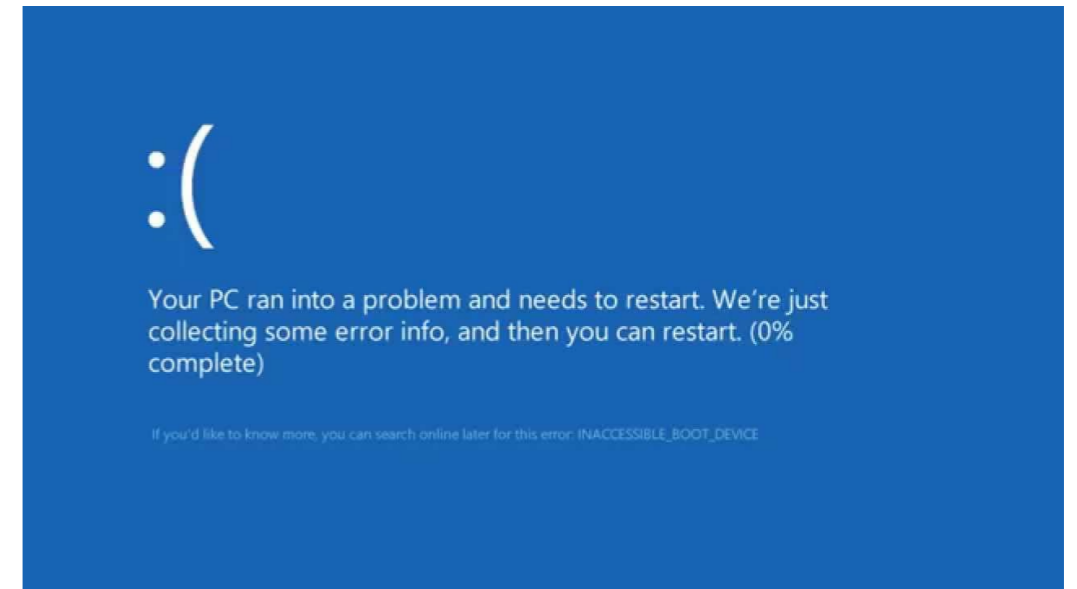 :(
Your PC ran into a problem and needs to restart. We're just
collecting some error info, and then you can restart. (0%
complete)
If you'd like to know more, you can search online later for this error: INACCESSIBLE_BOOT_DEVICE